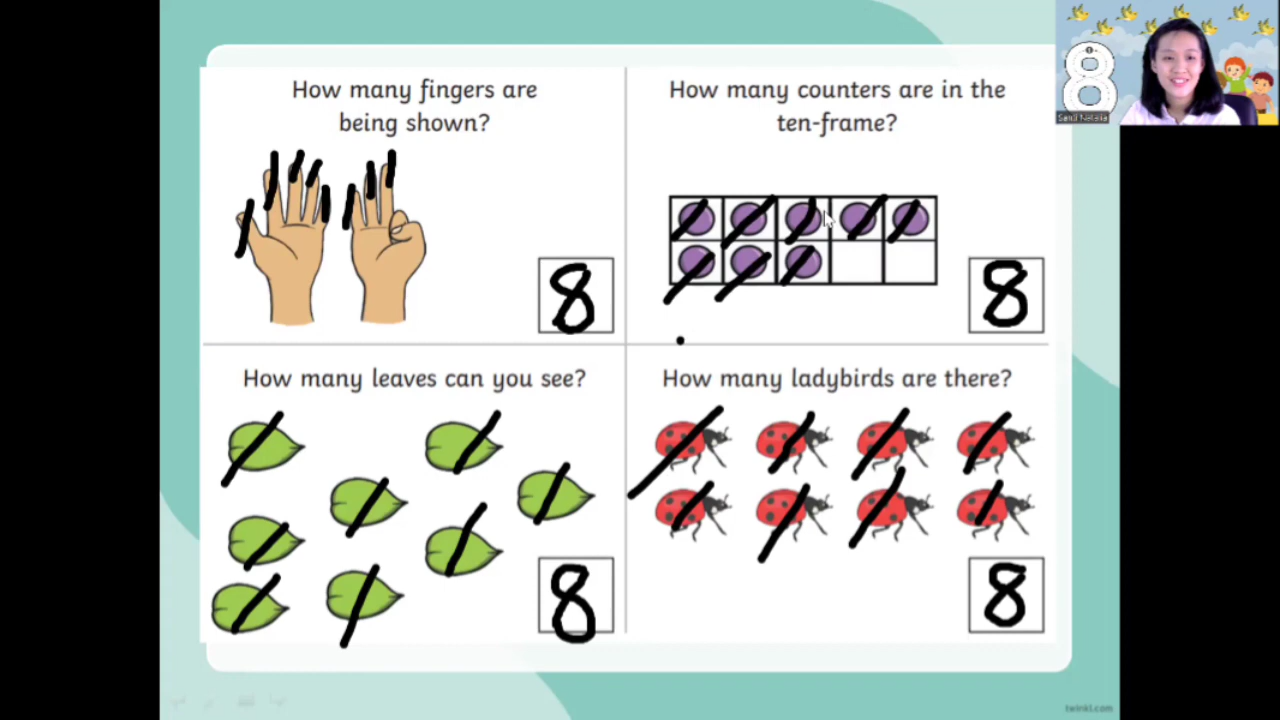 How many fingers are
being shown?
8
How many counters are in the
ten-frame?
8
How many leaves can you see?
8
How many ladybirds are there?
8
8
twinkl.com